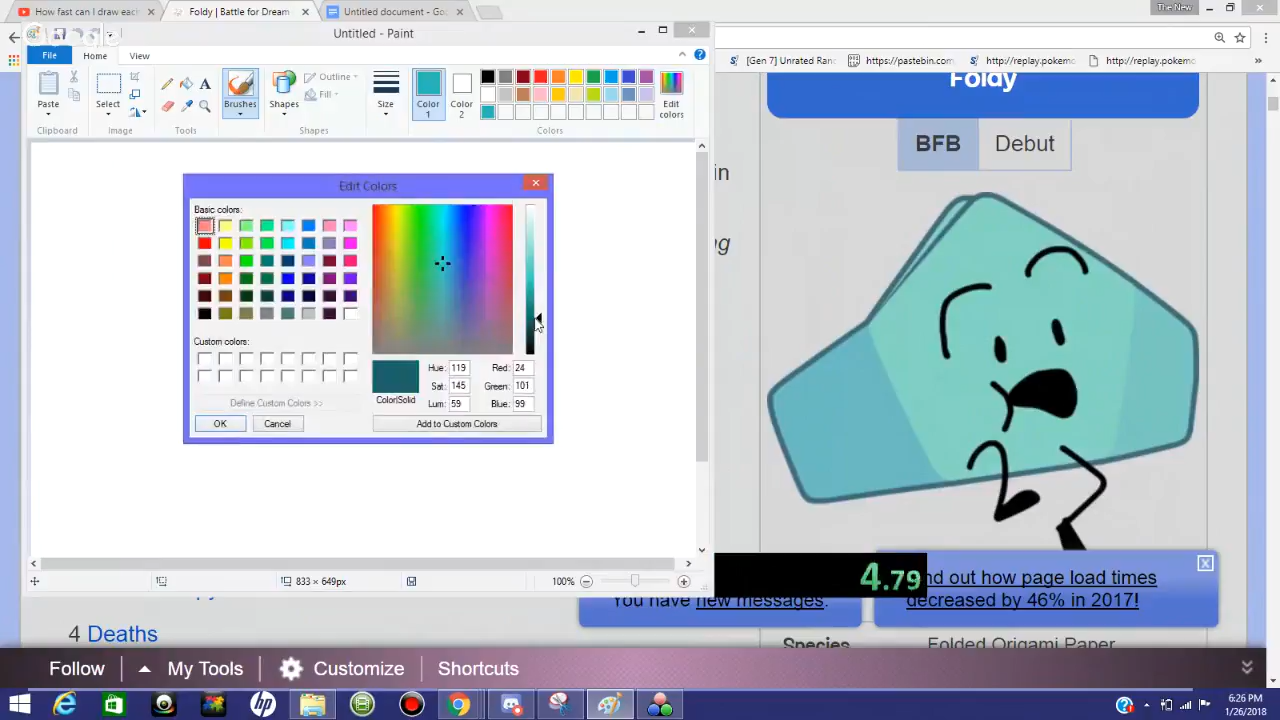 How fast can I draw each
Foldy | Battle for Dream
Untitled document - Goo
The New
Untitled - Paint
File
Home
View
Paste
Select
Brushes
Shapes
Outline
Fill
Size
Color
1
Color
2
Edit
colors
Clipboard
Image
Tools
Shapes
Colors
[Gen 7] Unrated Ran
https://pastebin.com
http://replay.pokemo
http://replay.pokemo
Foldy
BFB
Debut
in
ng
Edit Colors
Basic colors:
Custom colors:
Define Custom Colors >>
OK
Cancel
Color|Solid
Hue: 119
Sat: 145
Lum: 59
Red: 24
Green: 101
Blue: 99
Add to Custom Colors
833 × 649px
100%
4.79
nd out how page load times
decreased by 46% in 2017!
You have new messages.
4 Deaths
Species
Folded Origami Paper
Follow
My Tools
Customize
Shortcuts
6:26 PM
1/26/2018